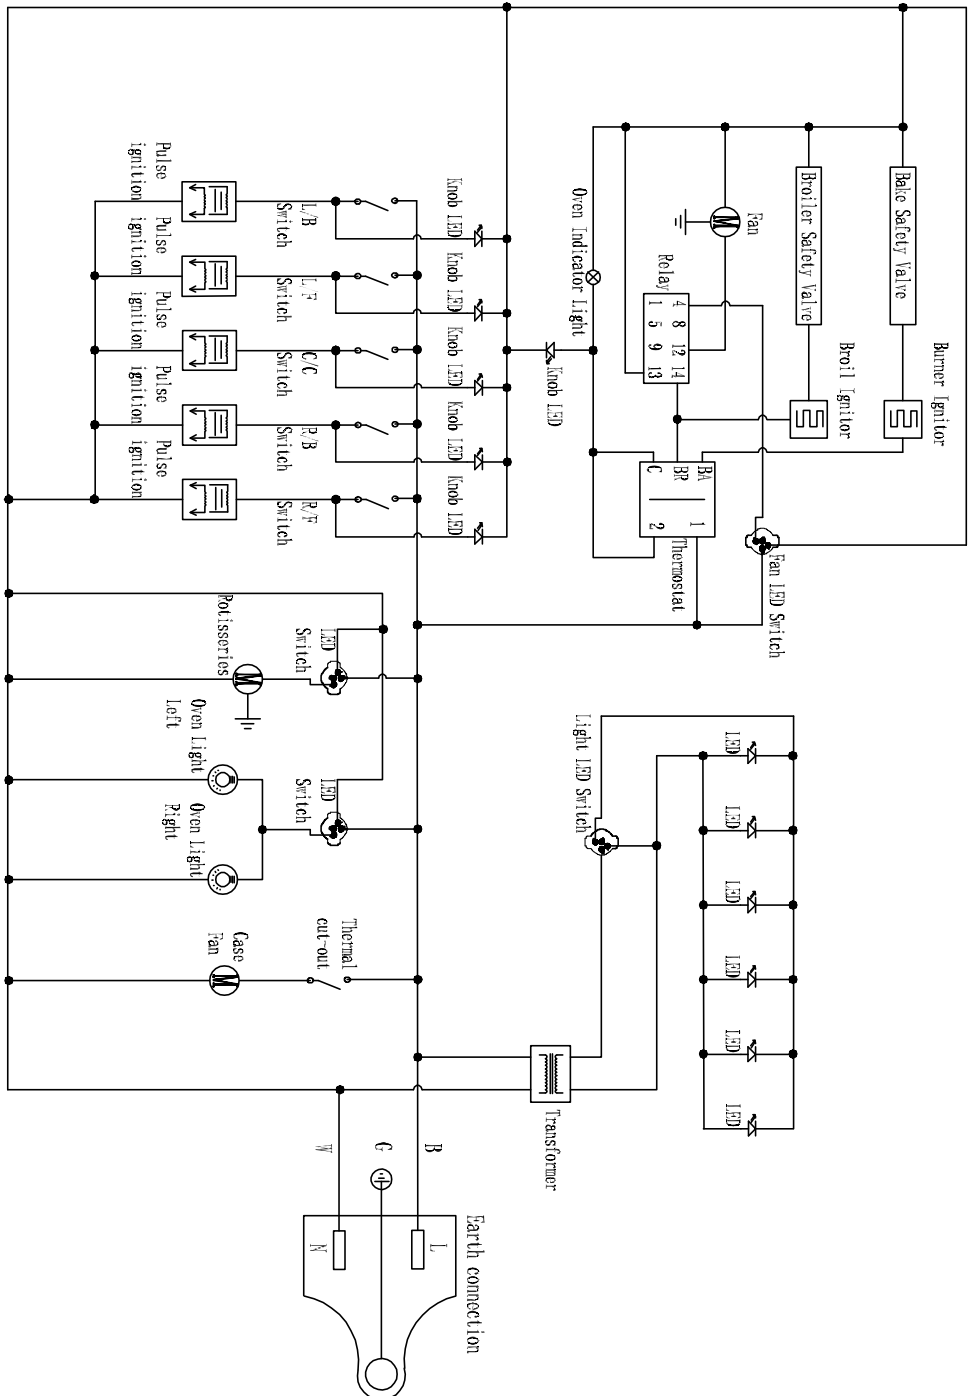 Burner Ignitor
Bake Safety Valve
Broil Ignitor
Broiler Safety Valve
Fan LED Switch
Fan
Relay
4 8 12 14
1 5 9 13
BA
BR
C
1
2
Thermostat
Oven Indicator Light
Knob LED
LED
LED
LED
LED
LED
LED
Light LED Switch
Transformer
Knob LED
Knob LED
Knob LED
Knob LED
Knob LED
L/B
Switch
L/F
Switch
C/C
Switch
R/B
Switch
R/F
Switch
Pulse
ignition
Pulse
ignition
Pulse
ignition
Pulse
ignition
Pulse
ignition
LED
Switch
LED
Switch
Rotisseries
Oven Light
Left
Oven Light
Right
Thermal
cut-out
Case
Fan
B
G
W
Earth connection
L
N